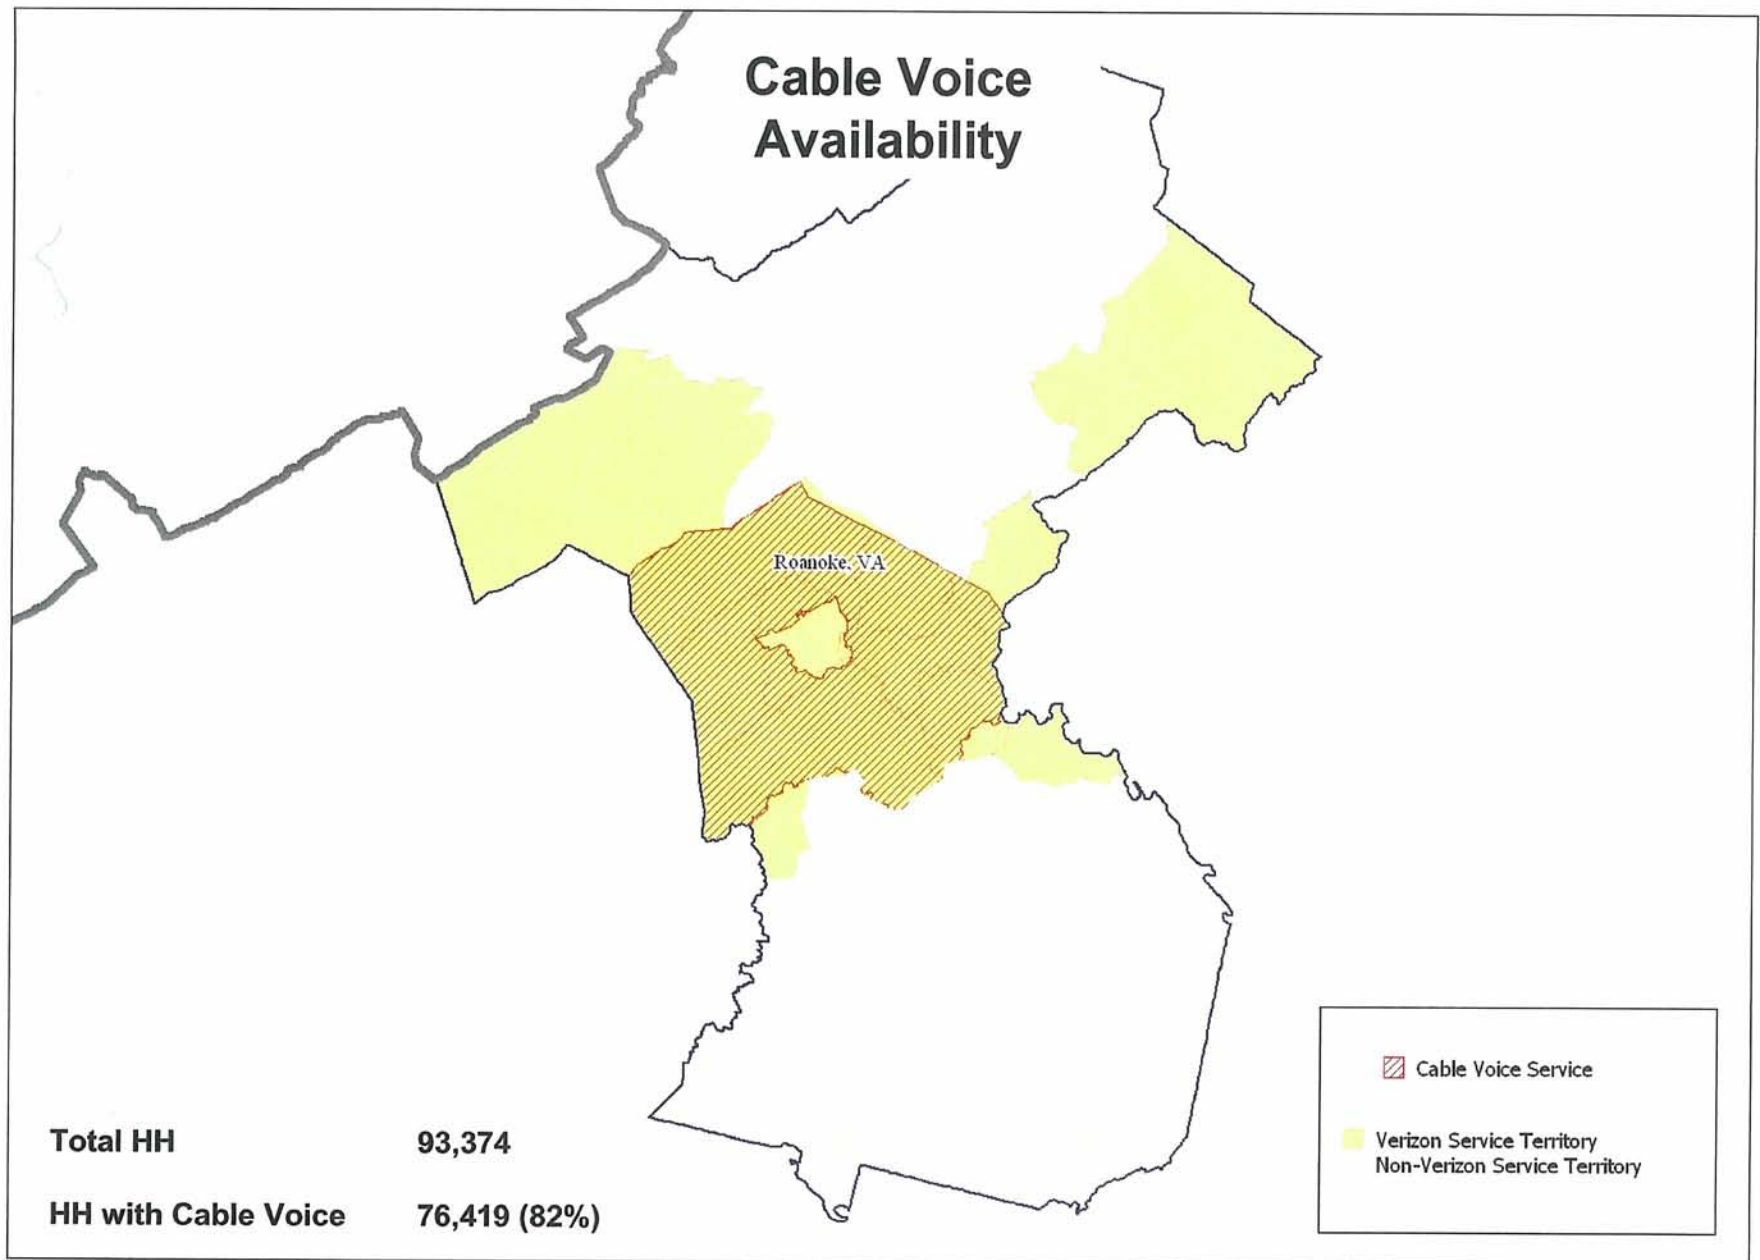 Cable Voice
Availability
Roanoke, VA
Cable Voice Service
Verizon Service Territory
Non-Verizon Service Territory
Total HH 93,374
HH with Cable Voice 76,419 (82%)